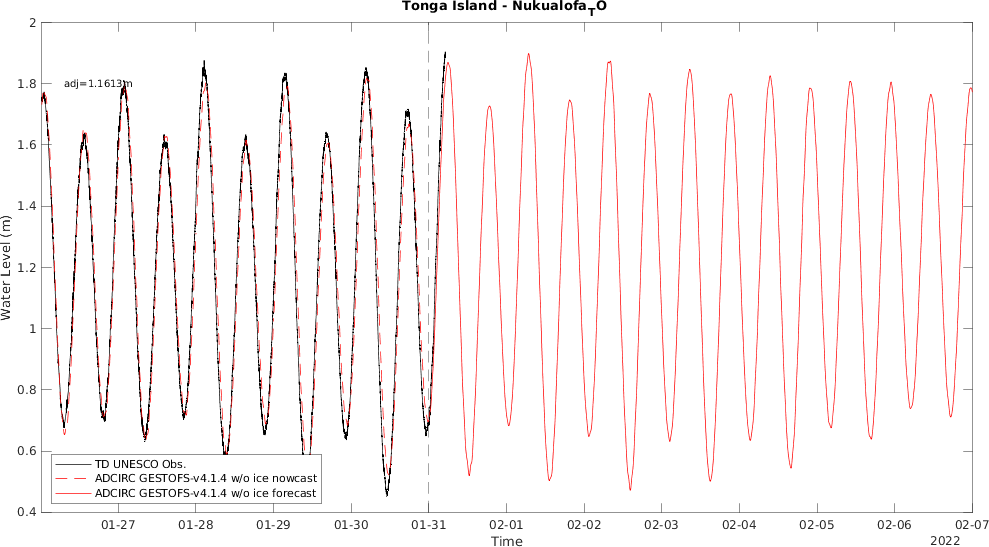 Tonga Island - NukualofaTO
2
1.8
1.6
1.4
1.2
1
0.8
0.6
0.4
Water Level (m)
adj=1.1613m
TD UNESCO Obs.
ADCIRC GESTOFS-v4.1.4 w/o ice nowcast
ADCIRC GESTOFS-v4.1.4 w/o ice forecast
01-27 01-28 01-29 01-30 01-31 02-01 02-02 02-03 02-04 02-05 02-06 02-07
Time
2022